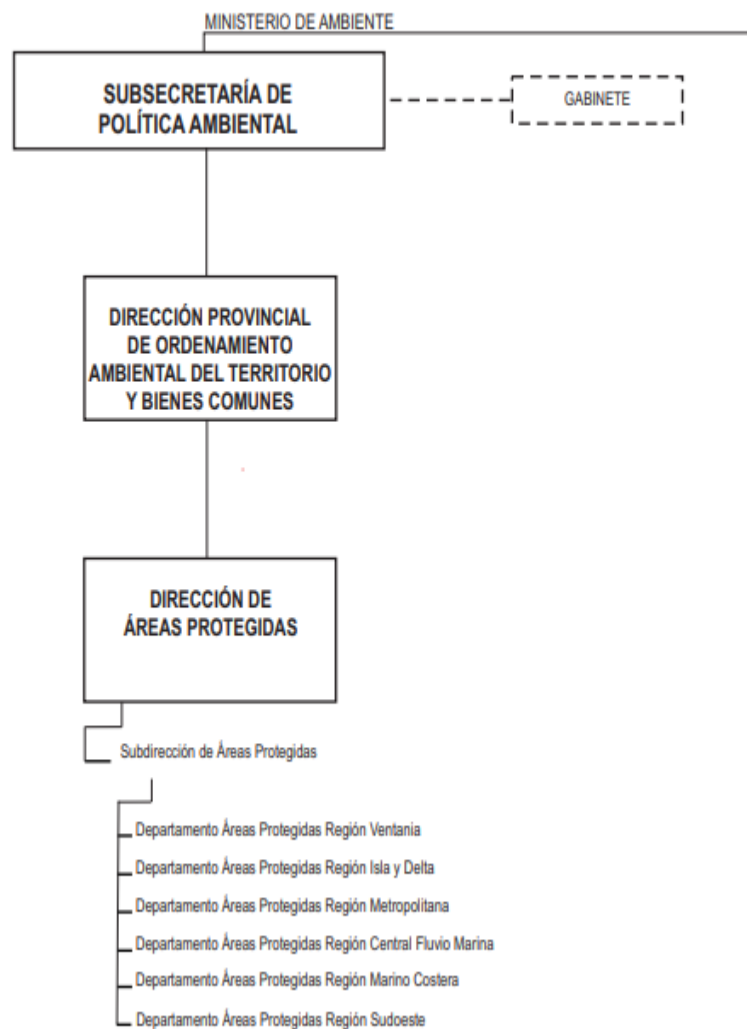 MINISTERIO DE AMBIENTE
SUBSECRETARÍA DE
POLÍTICA AMBIENTAL
GABINETE
DIRECCIÓN PROVINCIAL
DE ORDENAMIENTO
AMBIENTAL DEL TERRITORIO
Y BIENES COMUNES
DIRECCIÓN DE
ÁREAS PROTEGIDAS
Subdirección de Áreas Protegidas
Departamento Áreas Protegidas Región Ventania
Departamento Áreas Protegidas Región Isla y Delta
Departamento Áreas Protegidas Región Metropolitana
Departamento Áreas Protegidas Región Central Fluvio Marina
Departamento Áreas Protegidas Región Marino Costera
Departamento Áreas Protegidas Región Sudoeste